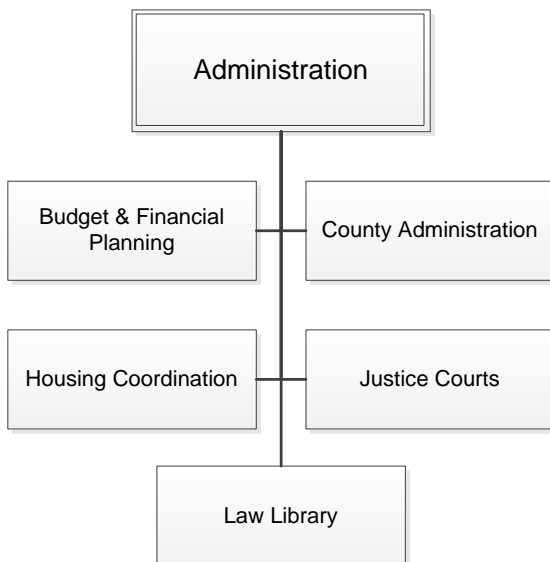 Administration
Budget & Financial
Planning
County Administration
Housing Coordination
Justice Courts
Law Library